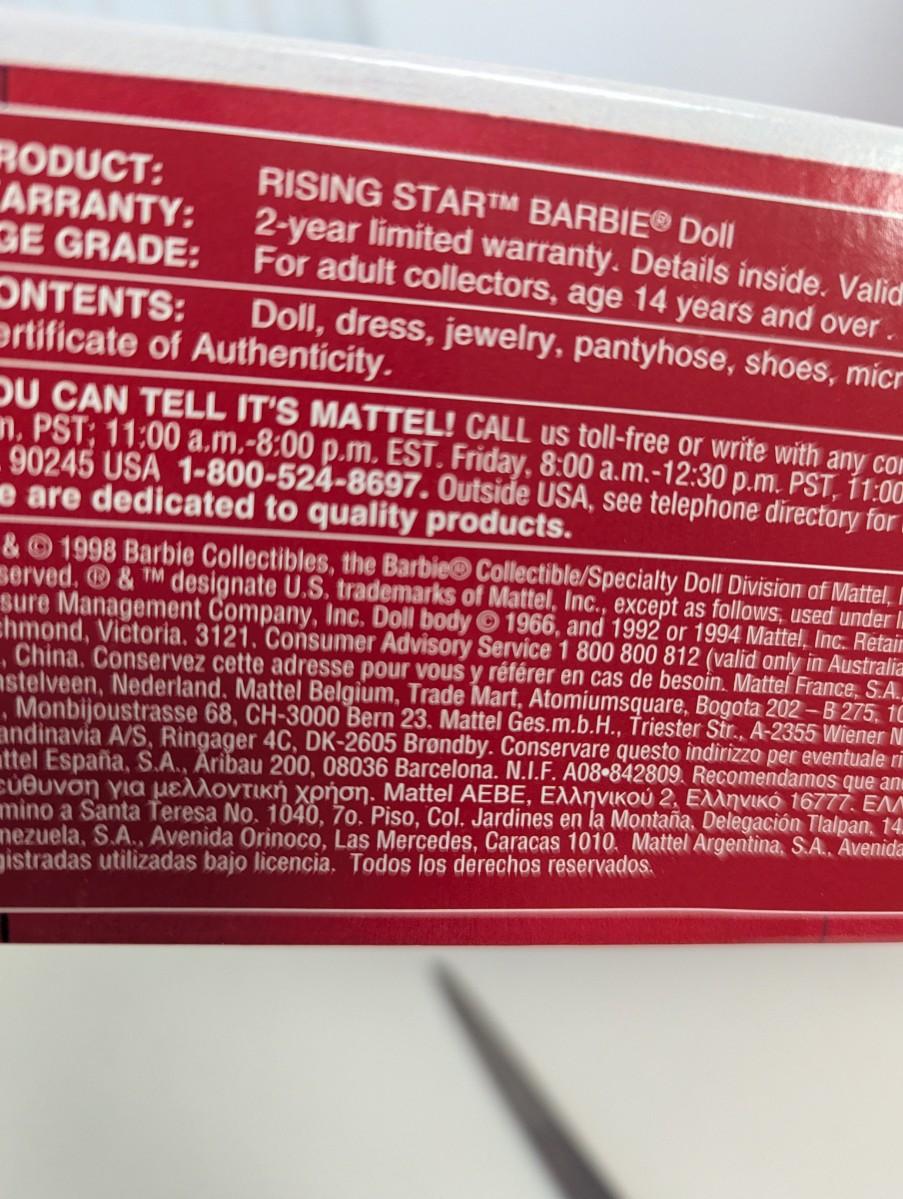 RODUCT: RISING STAR™ BARBIE® Doll
ARRANTY: 2-year limited warranty. Details inside. Valid
GE GRADE: For adult collectors, age 14 years and over.
ONTENTS: Doll, dress, jewelry, pantyhose, shoes, micr
ertificate of Authenticity.
OU CAN TELL IT'S MATTEL! CALL us toll-free or write with any co
m. PST; 11:00 a.m.-8:00 p.m. EST. Friday, 8:00 a.m.-12:30 p.m. PST, 11:00
90245 USA 1-800-524-8697. Outside USA, see telephone directory for
e are dedicated to quality products.
& © 1998 Barbie Collectibles, the Barbie® Collectible/Specialty Doll Division of Mattel,
served. ® & ™ designate U.S. trademarks of Mattel, Inc., except as follows, used under
sure Management Company, Inc. Doll body © 1966, and 1992 or 1994 Mattel, Inc. Retain
hmond, Victoria. 3121. Consumer Advisory Service 1 800 800 812 (valid only in Australia
, China. Conservez cette adresse pour vous y référer en cas de besoin. Mattel France, S.A.
nstelveen, Nederland. Mattel Belgium, Trade Mart, Atomiumsquare, Bogota 202 – B 275, 10
, Monbijoustrasse 68, CH-3000 Bern 23. Mattel Ges.m.b.H., Triester Str., A-2355 Wiener N
andinavia A/S, Ringager 4C, DK-2605 Brøndby. Conservare questo indirizzo per eventuale ri
ttel España, S.A., Aribau 200, 08036 Barcelona. N.I.F. A08•842809. Recomendamos que an
εύθυνση για μελλοντική χρήση. Mattel AEBE, Ελληνικού 2, Ελληνικό 16777. ΕΛΛ
mino a Santa Teresa No. 1040, 7o. Piso, Col. Jardines en la Montaña, Delegación Tlalpan, 14
nezuela, S.A., Avenida Orinoco, Las Mercedes, Caracas 1010. Mattel Argentina, S.A., Avenida
gistradas utilizadas bajo licencia. Todos los derechos reservados.